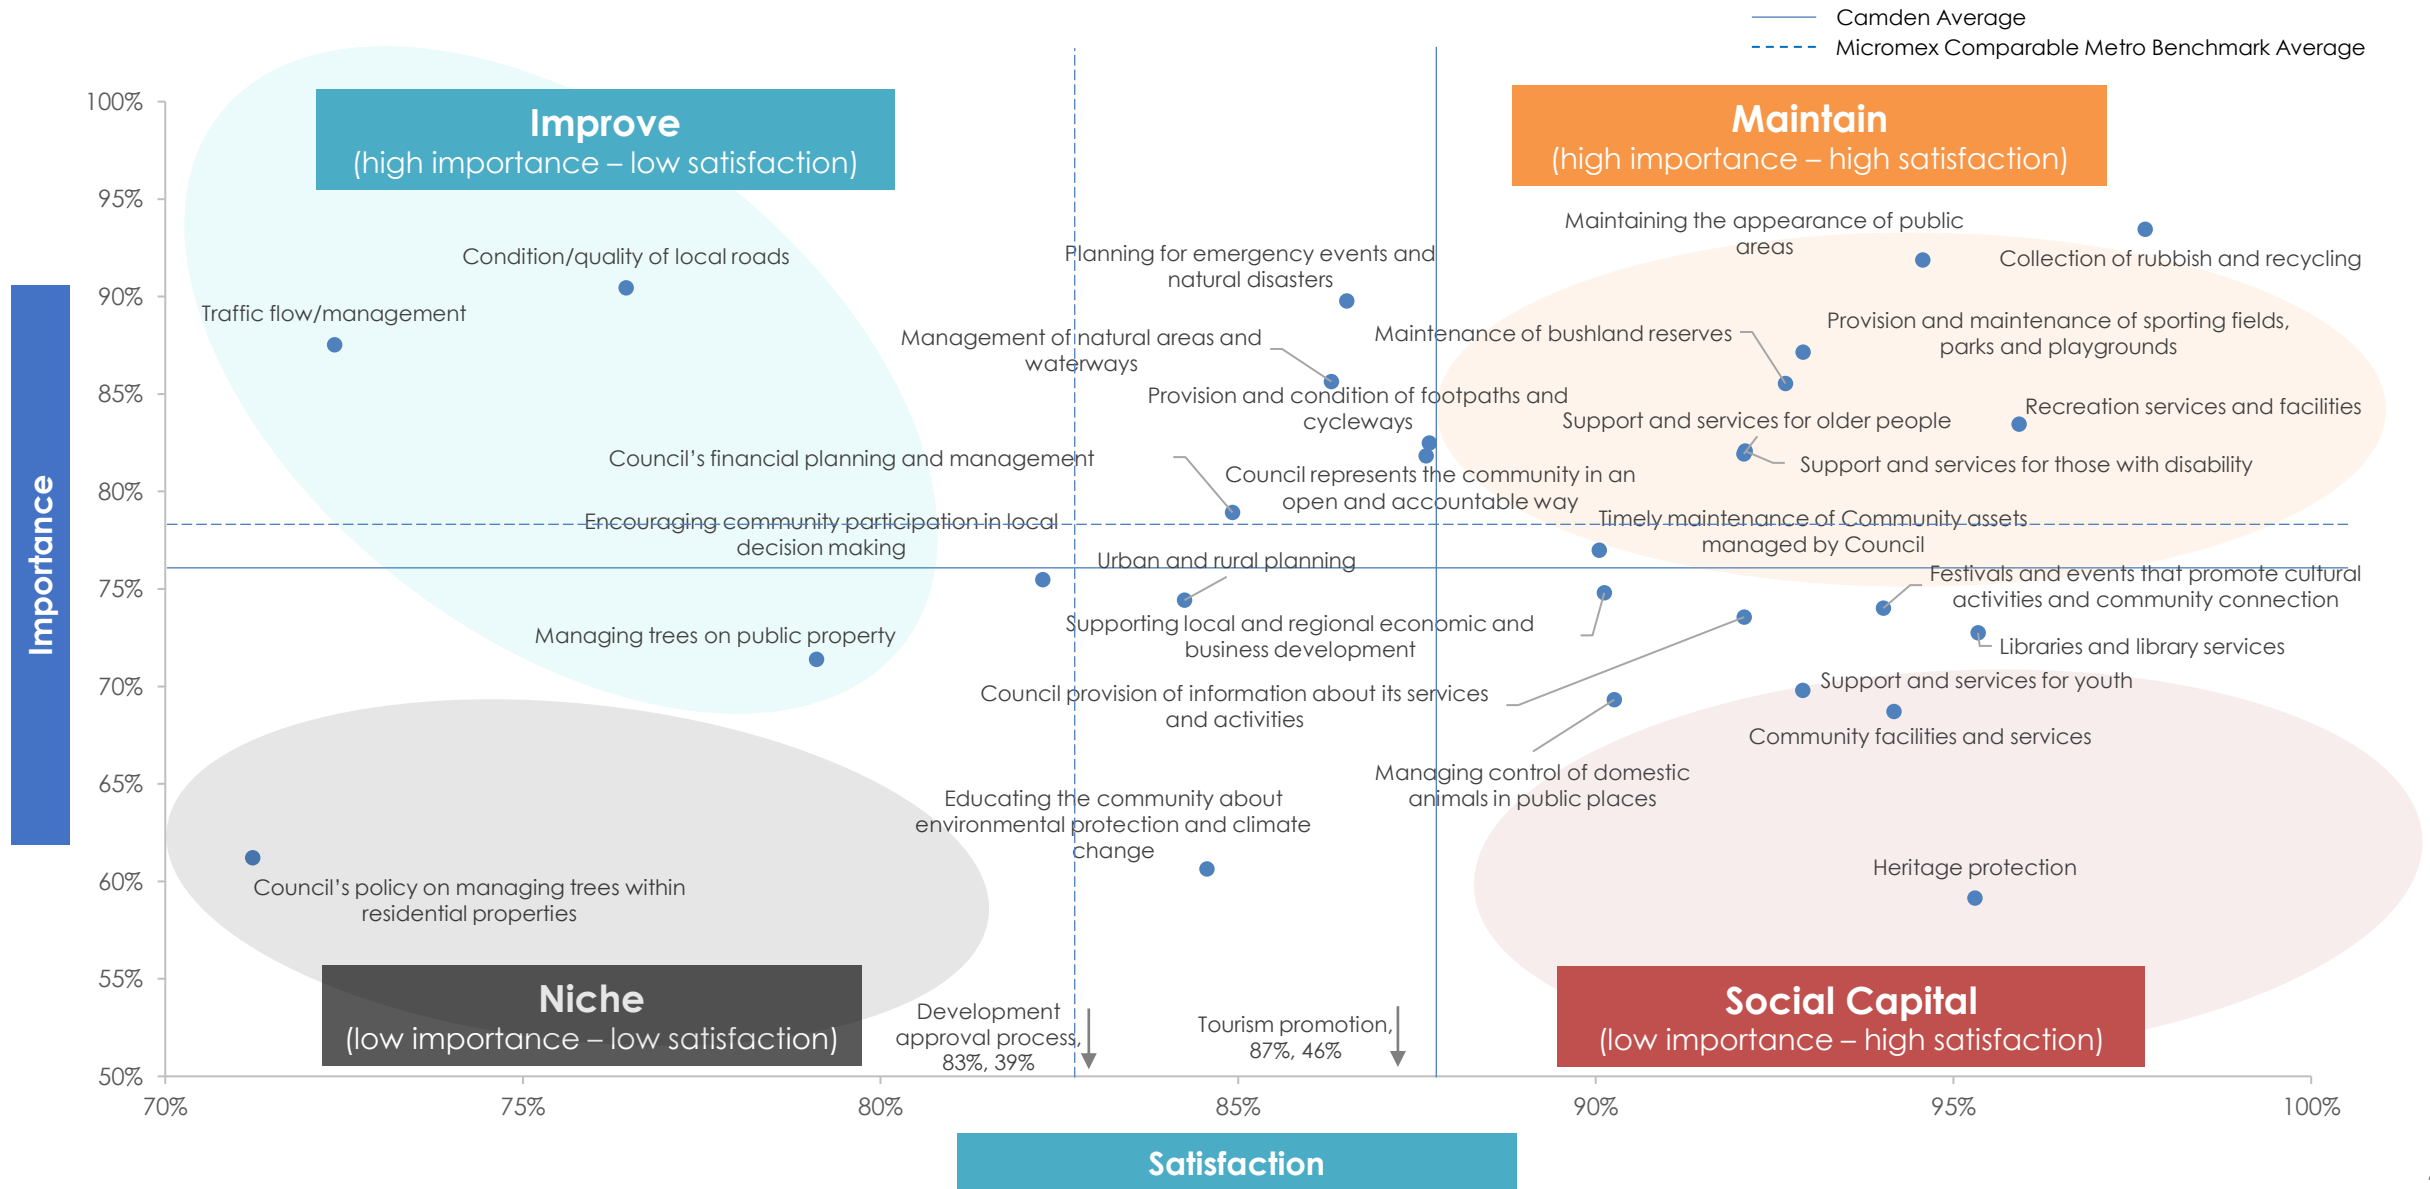 Camden Average
Micromex Comparable Metro Benchmark Average
100%
95%
90%
85%
80%
75%
70%
65%
60%
55%
50%
Importance
Improve
(high importance – low satisfaction)
Maintain
(high importance – high satisfaction)
Maintaining the appearance of public
areas
Collection of rubbish and recycling
Condition/quality of local roads
Planning for emergency events and
natural disasters
Traffic flow/management
Management of natural areas and
waterways
Maintenance of bushland reserves
Provision and maintenance of sporting fields,
parks and playgrounds
Provision and condition of footpaths and
cycleways
Support and services for older people
Recreation services and facilities
Council's financial planning and management
Council represents the community in an
open and accountable way
Support and services for those with disability
Encouraging community participation in local
decision making
Timely maintenance of Community assets
managed by Council
Urban and rural planning
Festivals and events that promote cultural
activities and community connection
Managing trees on public property
Supporting local and regional economic and
business development
Libraries and library services
Council provision of information about its services
and activities
Support and services for youth
Community facilities and services
Managing control of domestic
animals in public places
Educating the community about
environmental protection and climate
change
Heritage protection
Council's policy on managing trees within
residential properties
Niche
(low importance – low satisfaction)
Development
approval process,
83%, 39%
Tourism promotion,
87%, 46%
Social Capital
(low importance – high satisfaction)
70%
75%
80%
85%
90%
95%
100%
Satisfaction